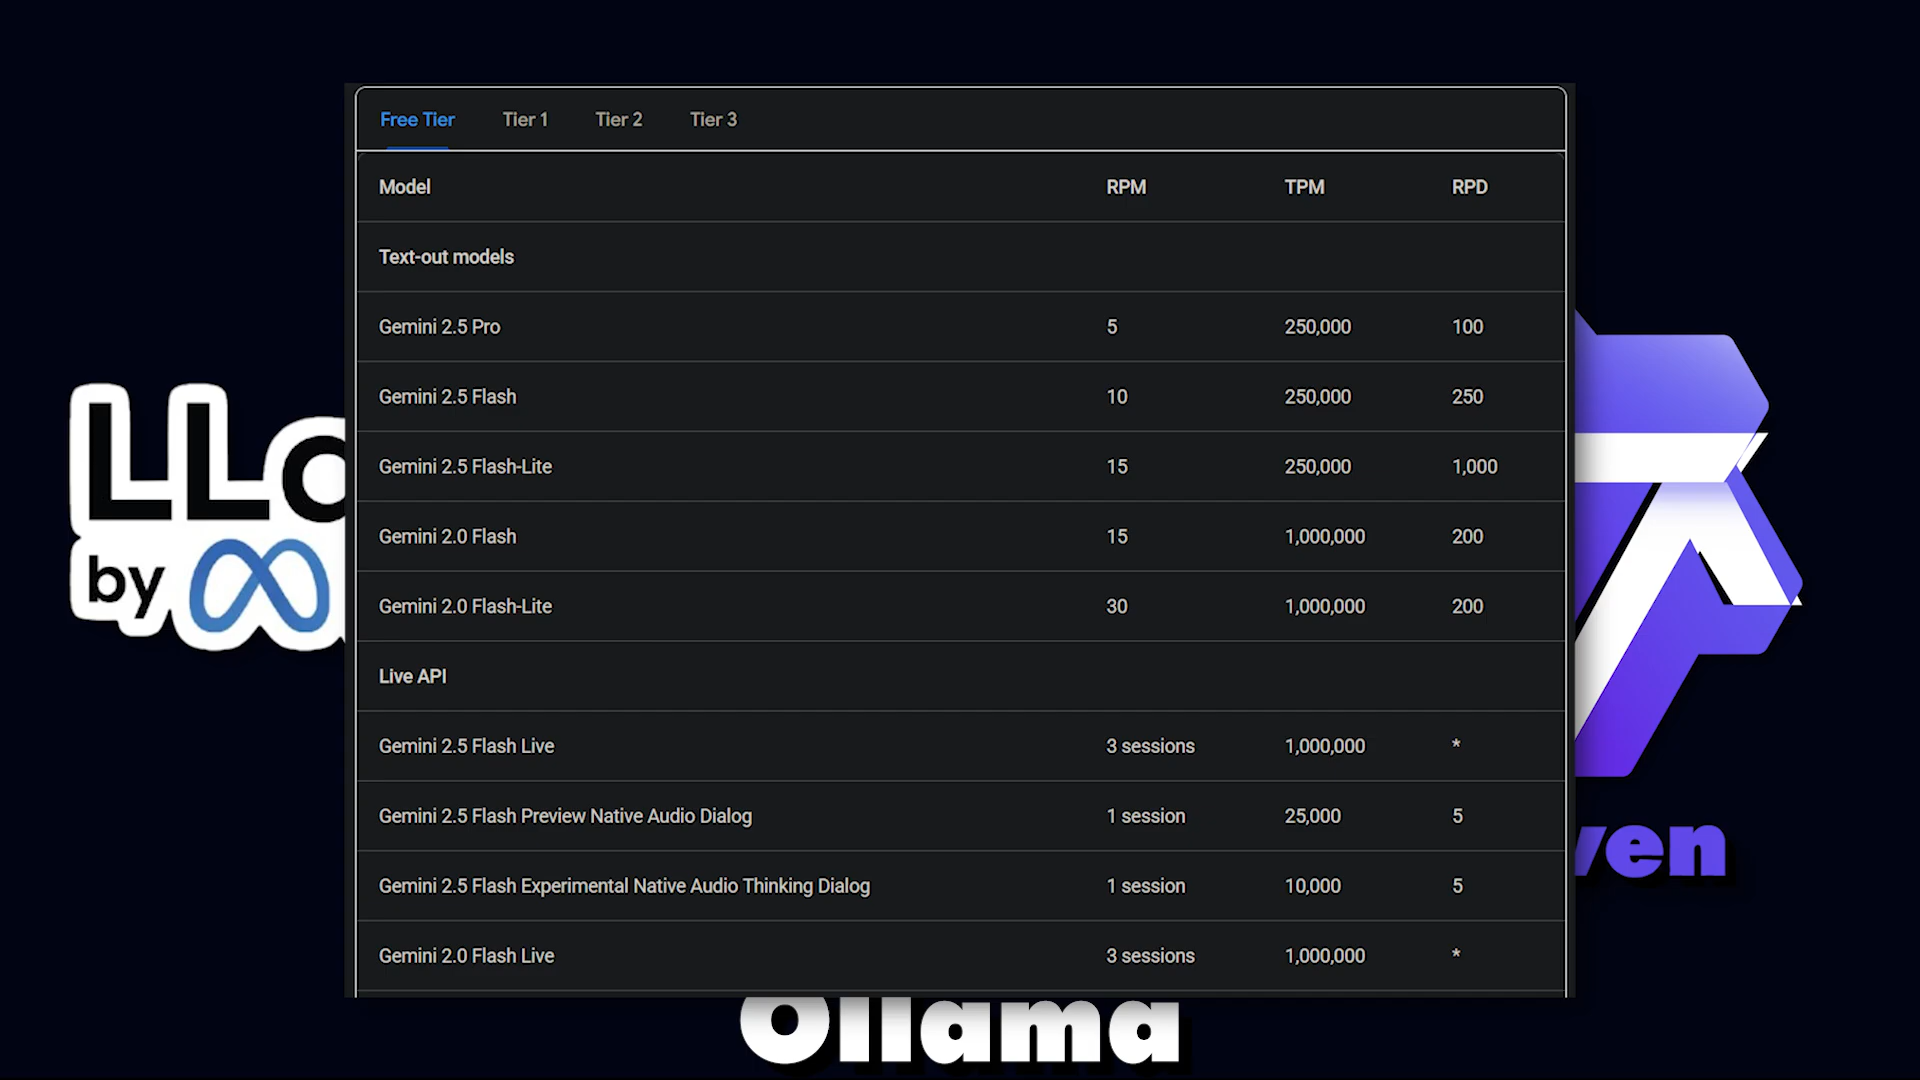 Free Tier Tier 1 Tier 2 Tier 3
Model RPM TPM RPD
Text-out models
Gemini 2.5 Pro 5 250,000 100
Gemini 2.5 Flash 10 250,000 250
Gemini 2.5 Flash-Lite 15 250,000 1,000
Gemini 2.0 Flash 15 1,000,000 200
Gemini 2.0 Flash-Lite 30 1,000,000 200
Live API
Gemini 2.5 Flash Live 3 sessions 1,000,000 *
Gemini 2.5 Flash Preview Native Audio Dialog 1 session 25,000 5
Gemini 2.5 Flash Experimental Native Audio Thinking Dialog 1 session 10,000 5
Gemini 2.0 Flash Live 3 sessions 1,000,000 *
by
Ollama